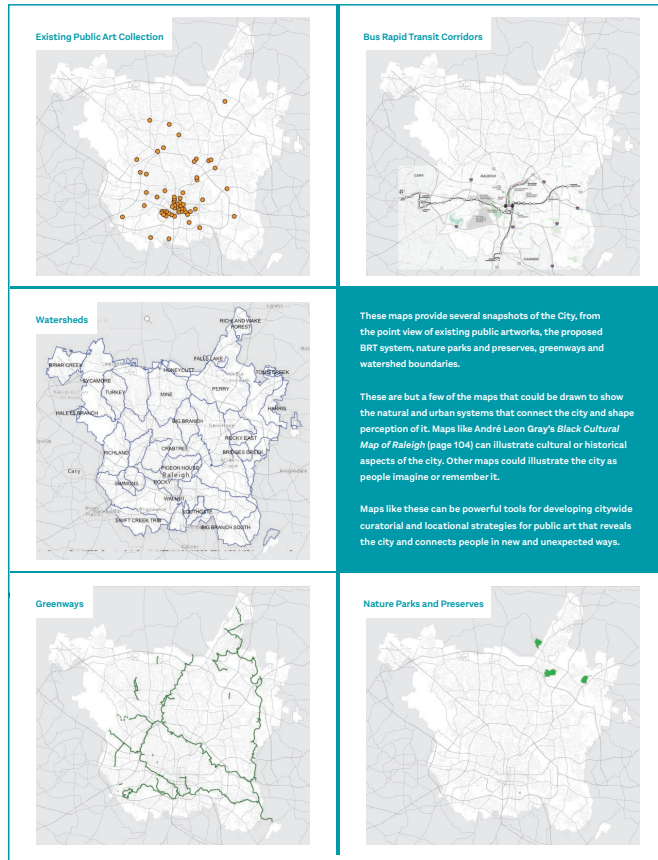 Existing Public Art Collection
Bus Rapid Transit Corridors
CARY
RALEIGH
GARNER
Watersheds
RICHLAND WAKE
FOREST
FALES LAKE
BRIAR CREEK
HONEYCUTT
TOMS CREEK
SYCAMORE
TURKEY
MINE
PERRY
HALEYS BRANCH
HARRIS
BIG BRANCH
ROCKY EAST
CRABTREE
BRIDGES CREEK
RICHLAND
Cary
PIGEON HOUSE
Raleigh
SIMMONS
ROCKY
WALNUT
SOUTHGATE
SWIFT CREEK TRIB
BIG BRANCH SOUTH
These maps provide several snapshots of the City, from
the point view of existing public artworks, the proposed
BRT system, nature parks and preserves, greenways and
watershed boundaries.
These are but a few of the maps that could be drawn to show
the natural and urban systems that connect the city and shape
perception of it. Maps like André Leon Gray's Black Cultural
Map of Raleigh (page 104) can illustrate cultural or historical
aspects of the city. Other maps could illustrate the city as
people imagine or remember it.
Maps like these can be powerful tools for developing citywide
curatorial and locational strategies for public art that reveals
the city and connects people in new and unexpected ways.
Greenways
Nature Parks and Preserves